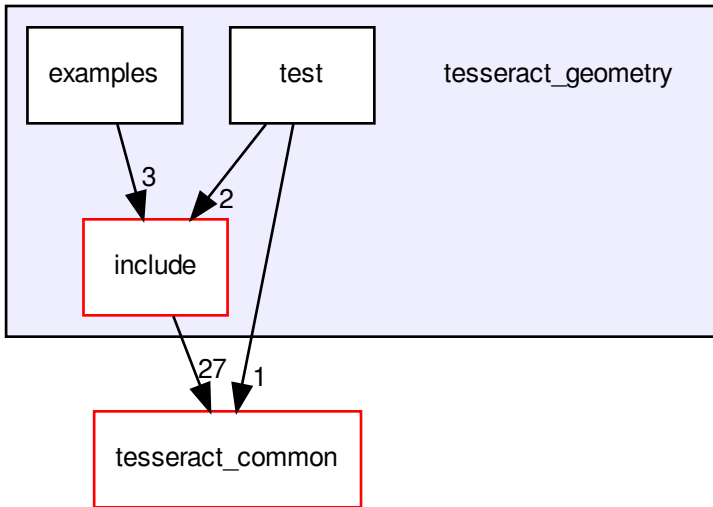 examples
test
tesseract_geometry
3
2
include
27
1
tesseract_common